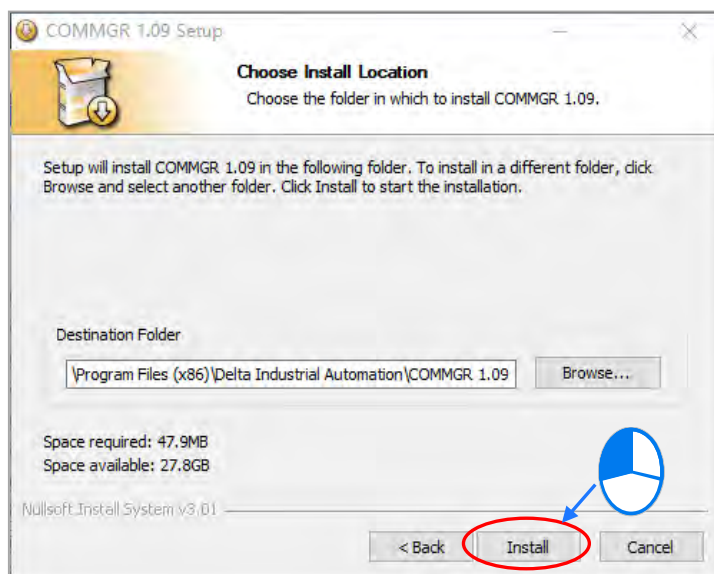 COMMGR 1.09 Setup
Choose Install Location
Choose the folder in which to install COMMGR 1.09.
Setup will install COMMGR 1.09 in the following folder. To install in a different folder, click
Browse and select another folder. Click Install to start the installation.
Destination Folder
\Program Files (x86)\Delta Industrial Automation\COMMGR 1.09
Browse...
Space required: 47.9MB
Space available: 27.8GB
Nullsoft Install System v3.01
< Back
Install
Cancel